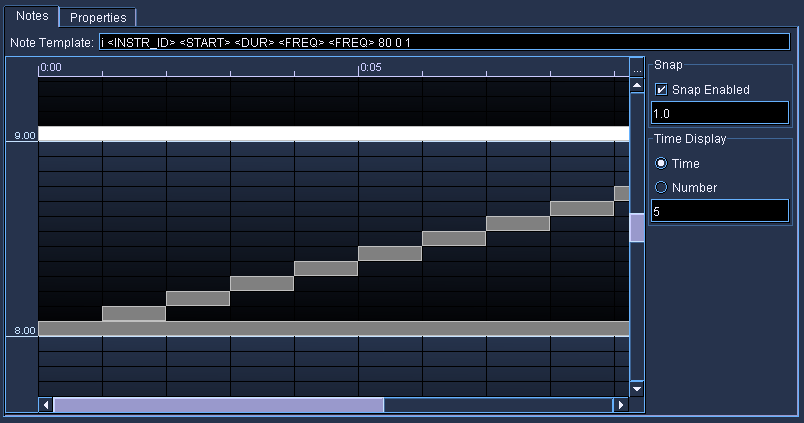 Notes Properties
Note Template: i <INSTR_ID> <START> <DUR> <FREQ> <FREQ> 80 0 1
0:00 0:05 ...
9.00
8.00
Snap
Snap Enabled
1.0
Time Display
Time
Number
5